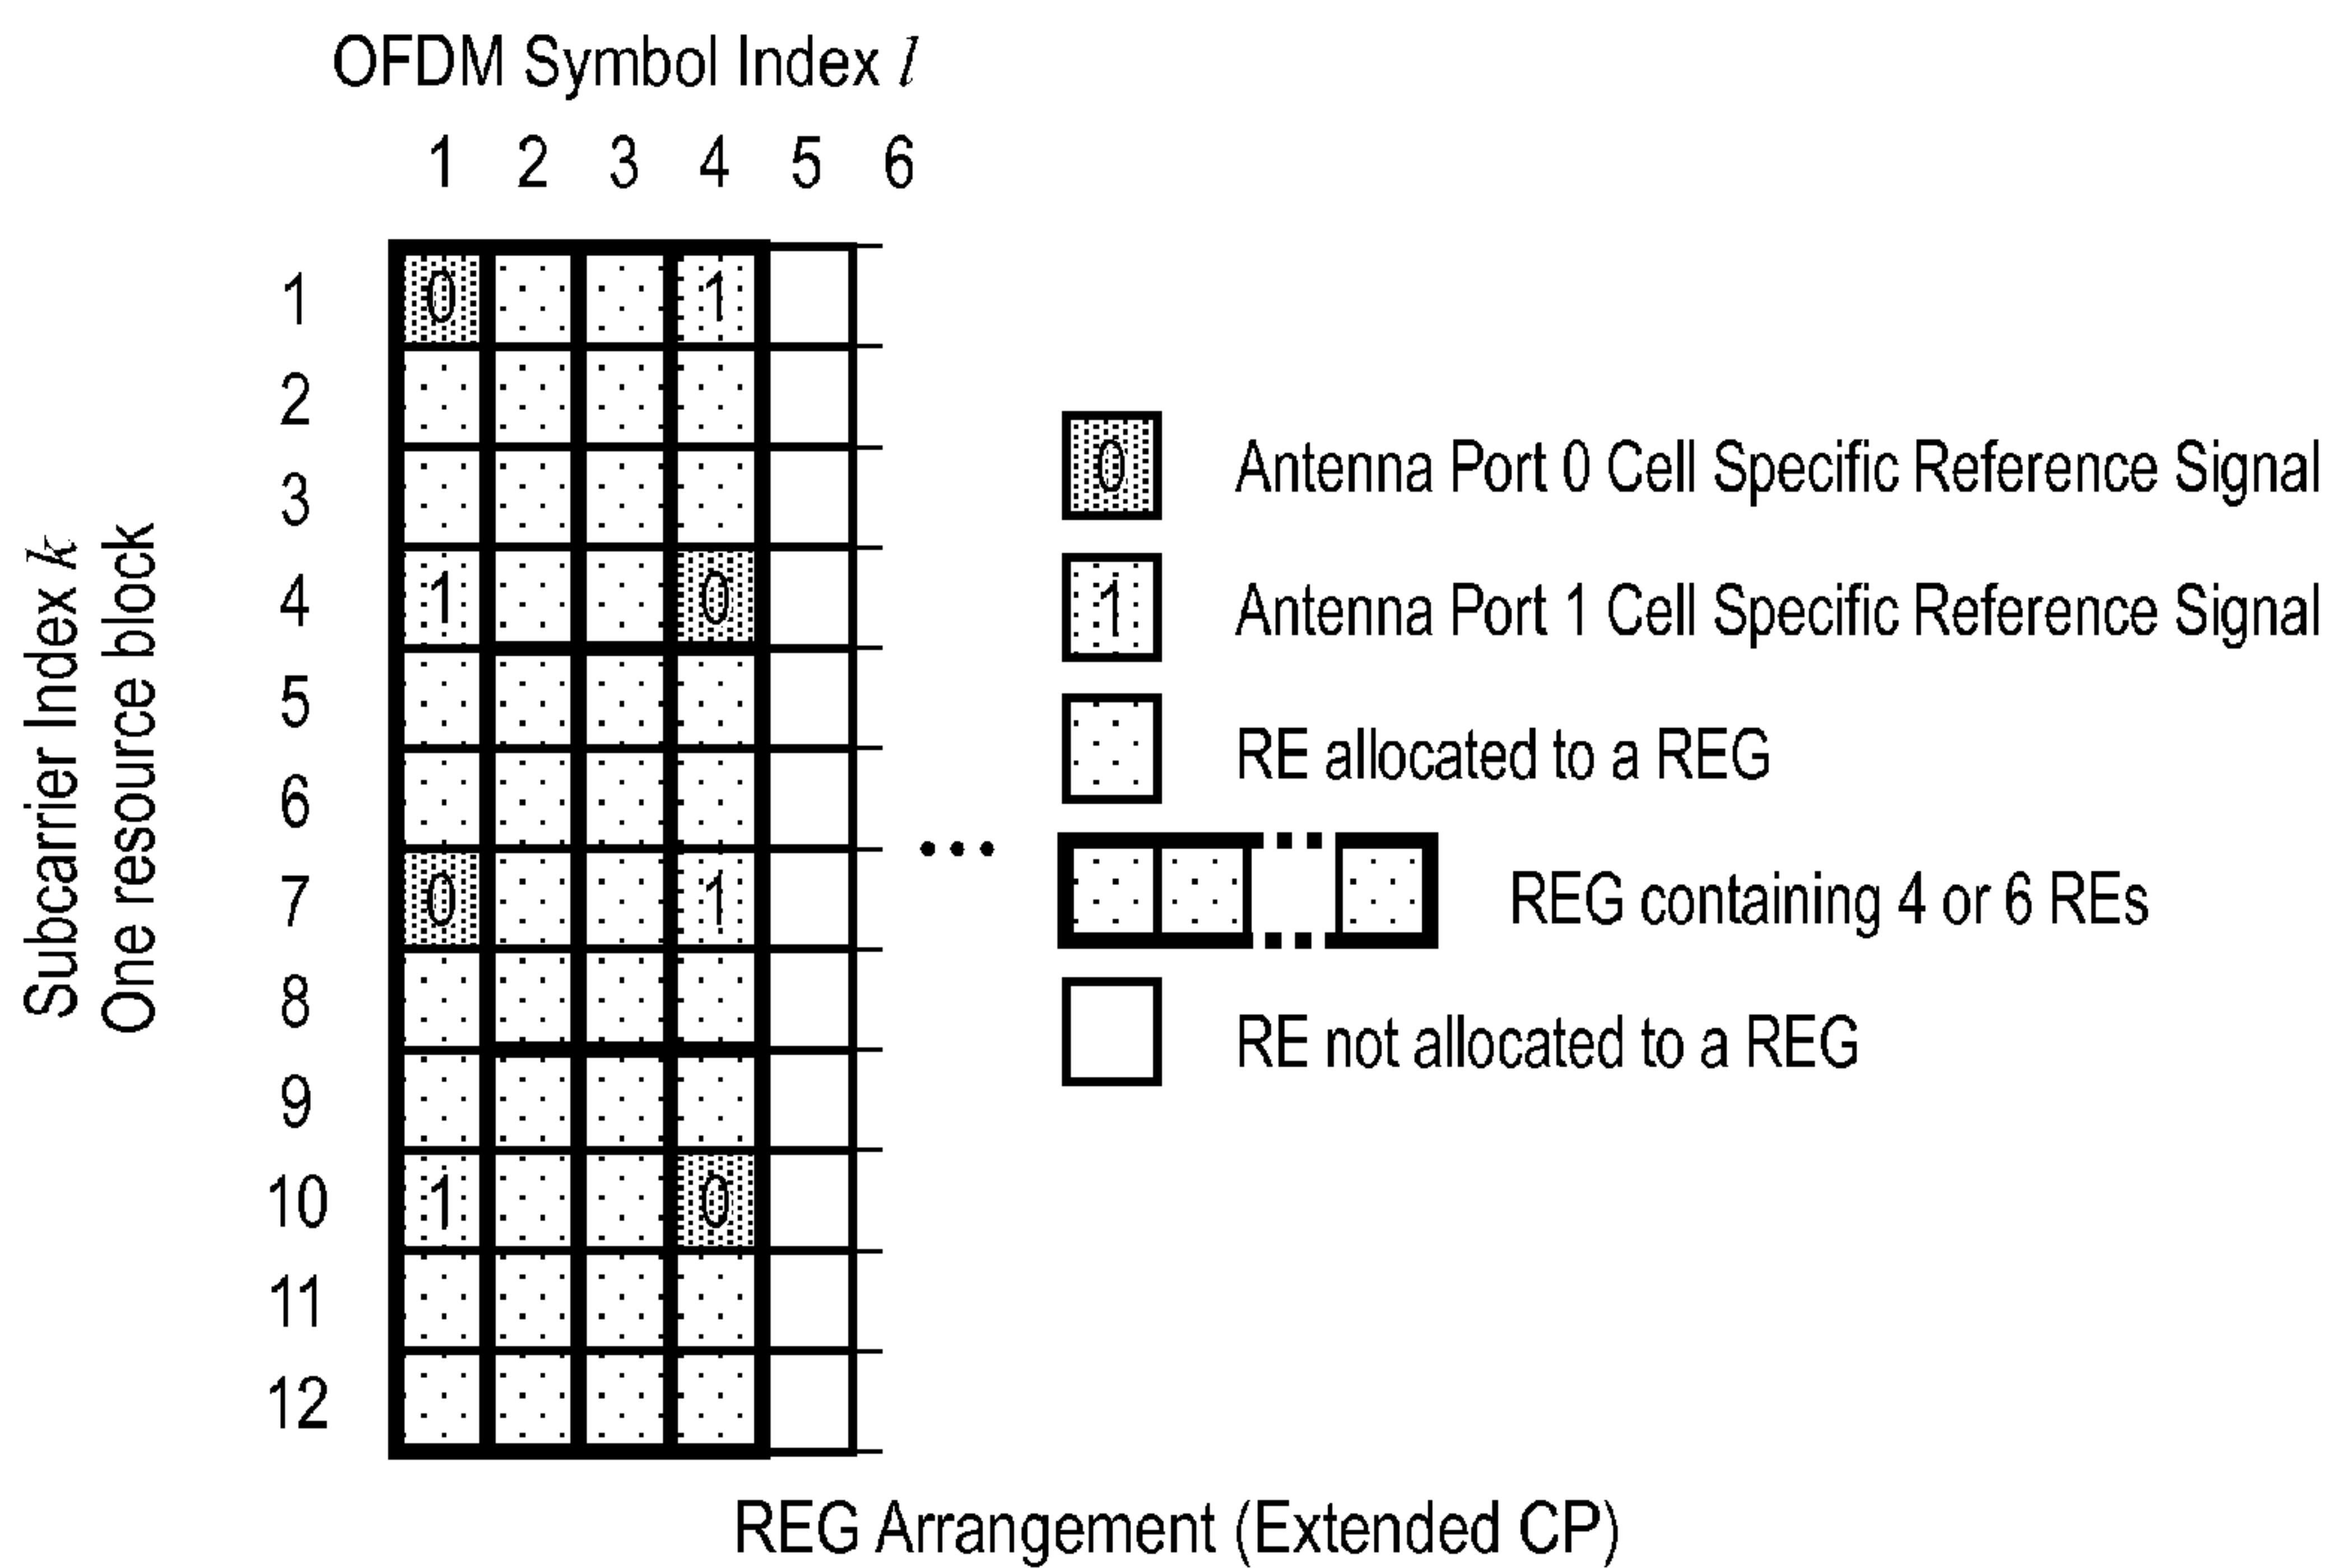 OFDM Symbol Index l
1 2 3 4 5 6
Subcarrier Index k
One resource block
1 0 1
2
3
4 1 0
5
6
7 0 1
8
9
10 1 0
11
12
0 Antenna Port 0 Cell Specific Reference Signal
1 Antenna Port 1 Cell Specific Reference Signal
RE allocated to a REG
REG containing 4 or 6 REs
RE not allocated to a REG
REG Arrangement (Extended CP)